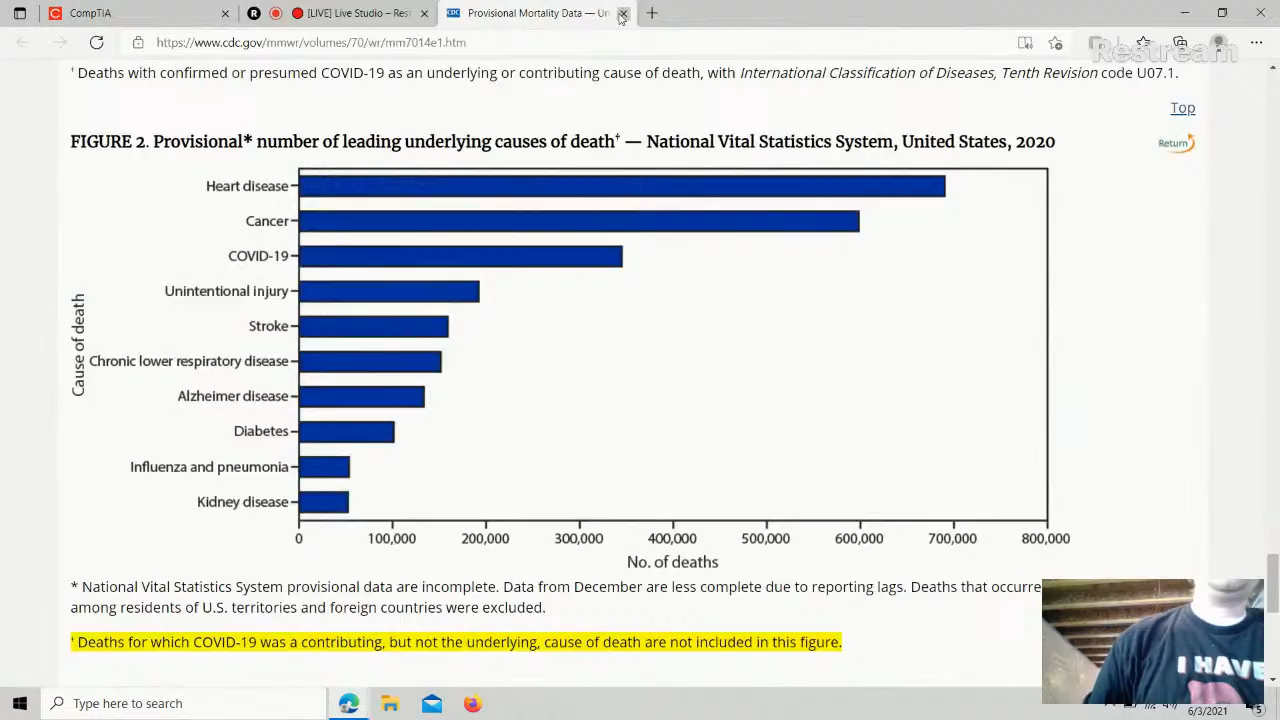 CompTIA
[LIVE] Live Studio – Rest
CDC
Provisional Mortality Data — Un
https://www.cdc.gov/mmwr/volumes/70/wr/mm7014e1.htm
Restream
† Deaths with confirmed or presumed COVID-19 as an underlying or contributing cause of death, with International Classification of Diseases, Tenth Revision code U07.1.
Top
FIGURE 2. Provisional* number of leading underlying causes of death† — National Vital Statistics System, United States, 2020
Return
Heart disease
Cancer
COVID-19
Unintentional injury
Stroke
Chronic lower respiratory disease
Alzheimer disease
Diabetes
Influenza and pneumonia
Kidney disease
Cause of death
0 100,000 200,000 300,000 400,000 500,000 600,000 700,000 800,000
No. of deaths
* National Vital Statistics System provisional data are incomplete. Data from December are less complete due to reporting lags. Deaths that occurre
among residents of U.S. territories and foreign countries were excluded.
† Deaths for which COVID-19 was a contributing, but not the underlying, cause of death are not included in this figure.
I HAVE
Type here to search
6/3/2021
5